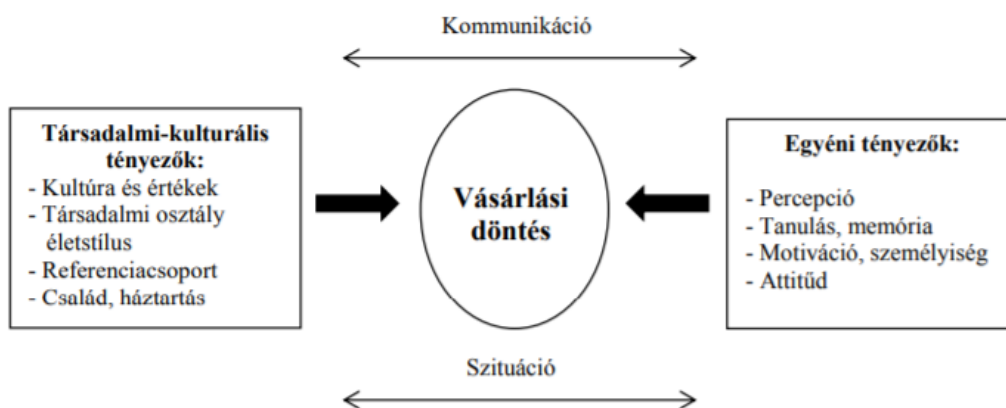 Kommunikáció
Társadalmi-kulturális
tényezők:
- Kultúra és értékek
- Társadalmi osztály
életstílus
- Referenciacsoport
- Család, háztartás
Vásárlási
döntés
Egyéni tényezők:
- Percepció
- Tanulás, memória
- Motiváció, személyiség
- Attitűd
Szituáció